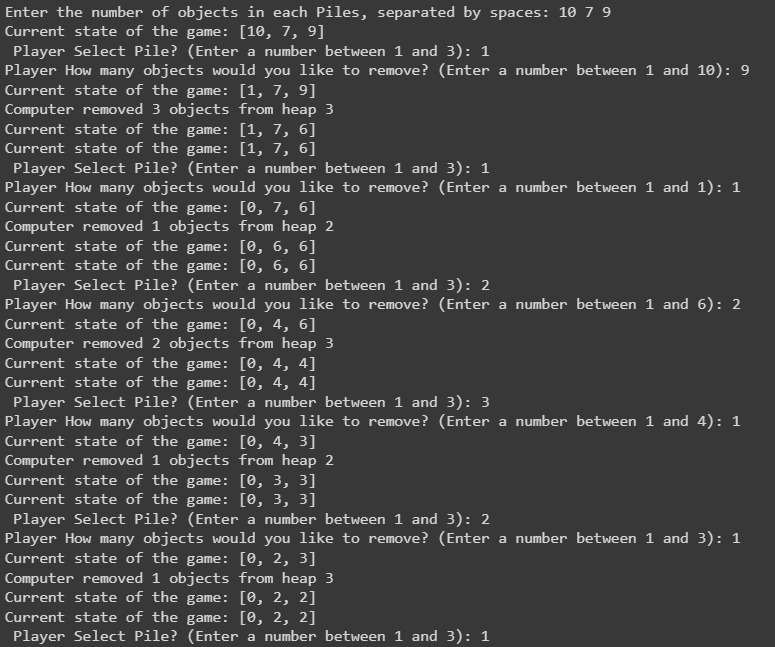 Enter the number of objects in each Piles, separated by spaces: 10 7 9
Current state of the game: [10, 7, 9]
 Player Select Pile? (Enter a number between 1 and 3): 1
Player How many objects would you like to remove? (Enter a number between 1 and 10): 9
Current state of the game: [1, 7, 9]
Computer removed 3 objects from heap 3
Current state of the game: [1, 7, 6]
Current state of the game: [1, 7, 6]
 Player Select Pile? (Enter a number between 1 and 3): 1
Player How many objects would you like to remove? (Enter a number between 1 and 1): 1
Current state of the game: [0, 7, 6]
Computer removed 1 objects from heap 2
Current state of the game: [0, 6, 6]
Current state of the game: [0, 6, 6]
 Player Select Pile? (Enter a number between 1 and 3): 2
Player How many objects would you like to remove? (Enter a number between 1 and 6): 2
Current state of the game: [0, 4, 6]
Computer removed 2 objects from heap 3
Current state of the game: [0, 4, 4]
Current state of the game: [0, 4, 4]
 Player Select Pile? (Enter a number between 1 and 3): 3
Player How many objects would you like to remove? (Enter a number between 1 and 4): 1
Current state of the game: [0, 4, 3]
Computer removed 1 objects from heap 2
Current state of the game: [0, 3, 3]
Current state of the game: [0, 3, 3]
 Player Select Pile? (Enter a number between 1 and 3): 2
Player How many objects would you like to remove? (Enter a number between 1 and 3): 1
Current state of the game: [0, 2, 3]
Computer removed 1 objects from heap 3
Current state of the game: [0, 2, 2]
Current state of the game: [0, 2, 2]
 Player Select Pile? (Enter a number between 1 and 3): 1